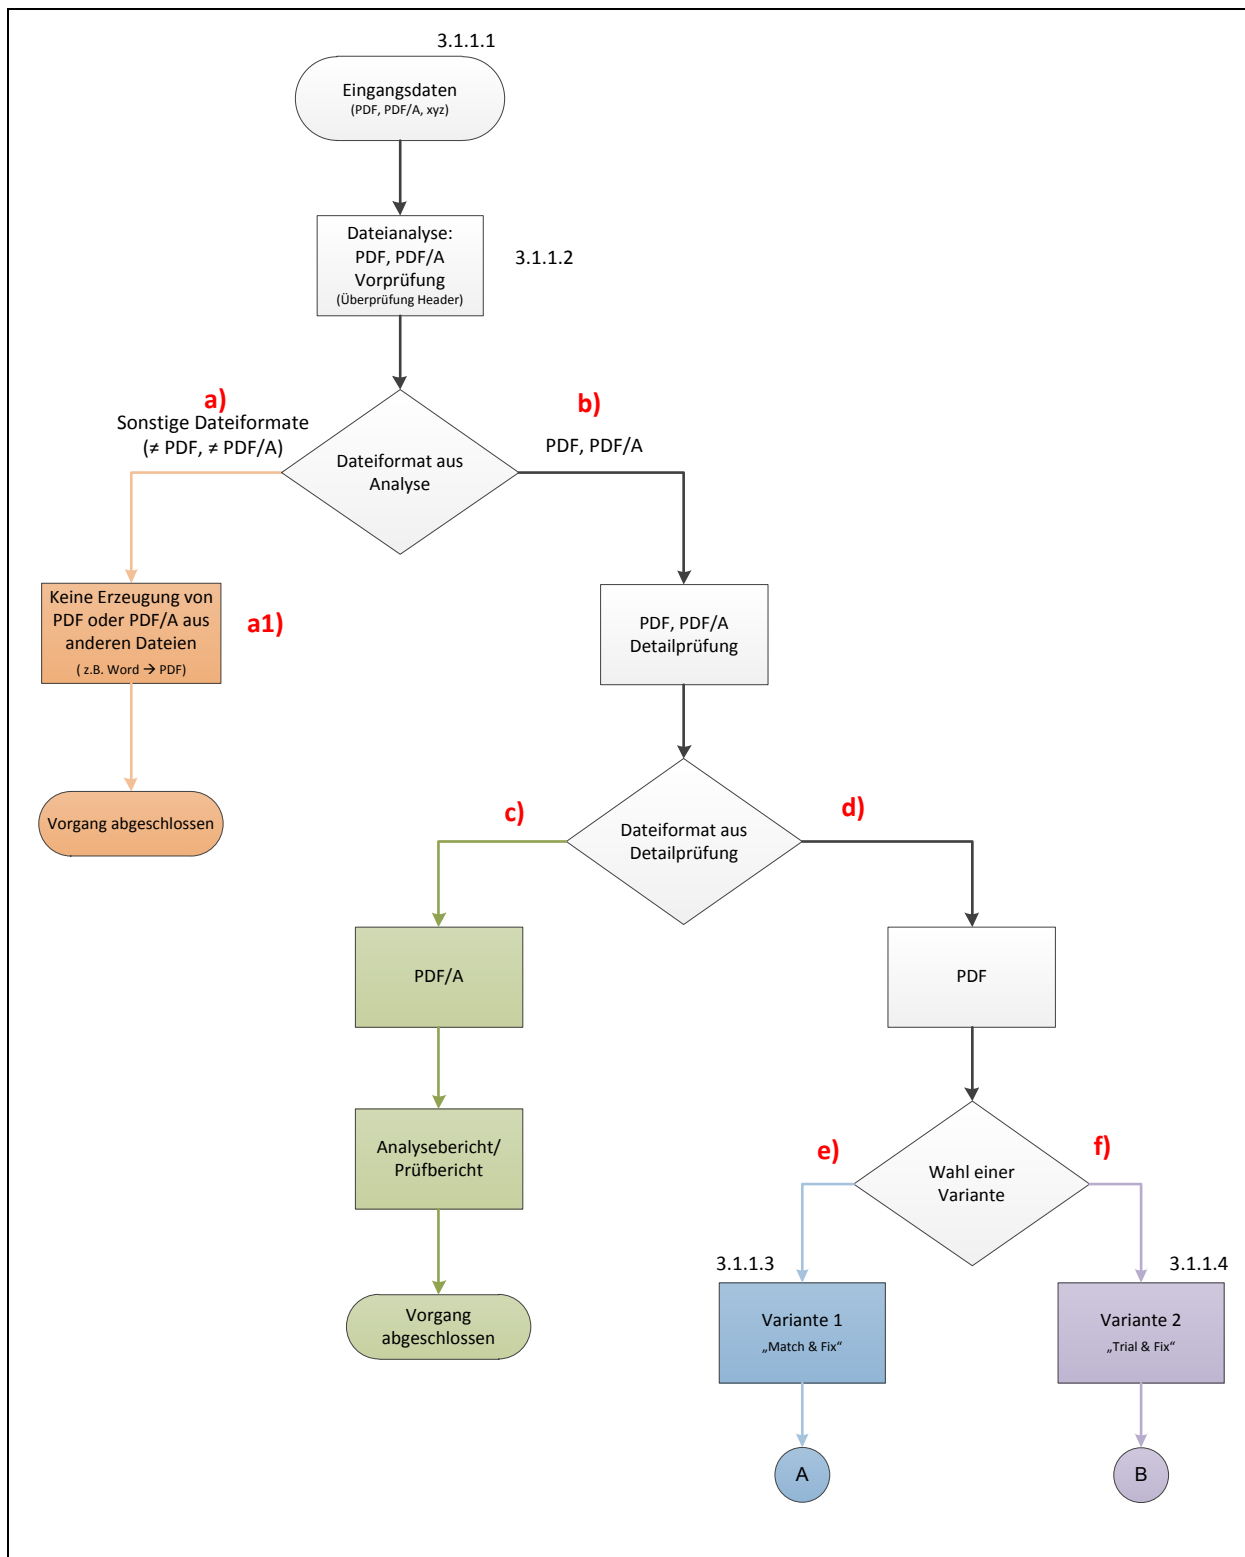 3.1.1.1
Eingangsdaten
(PDF, PDF/A, xyz)
Dateianalyse:
PDF, PDF/A
Vorprüfung
(Überprüfung Header)
3.1.1.2
a)
Sonstige Dateiformate
(≠ PDF, ≠ PDF/A)
b)
PDF, PDF/A
Dateiformat aus
Analyse
Keine Erzeugung von
PDF oder PDF/A aus
anderen Dateien
( z.B. Word → PDF)
a1)
PDF, PDF/A
Detailprüfung
Vorgang abgeschlossen
c)
d)
Dateiformat aus
Detailprüfung
PDF/A
PDF
Analysebericht/
Prüfbericht
e)
f)
Wahl einer
Variante
3.1.1.3
3.1.1.4
Vorgang
abgeschlossen
Variante 1
„Match & Fix“
Variante 2
„Trial & Fix“
A
B